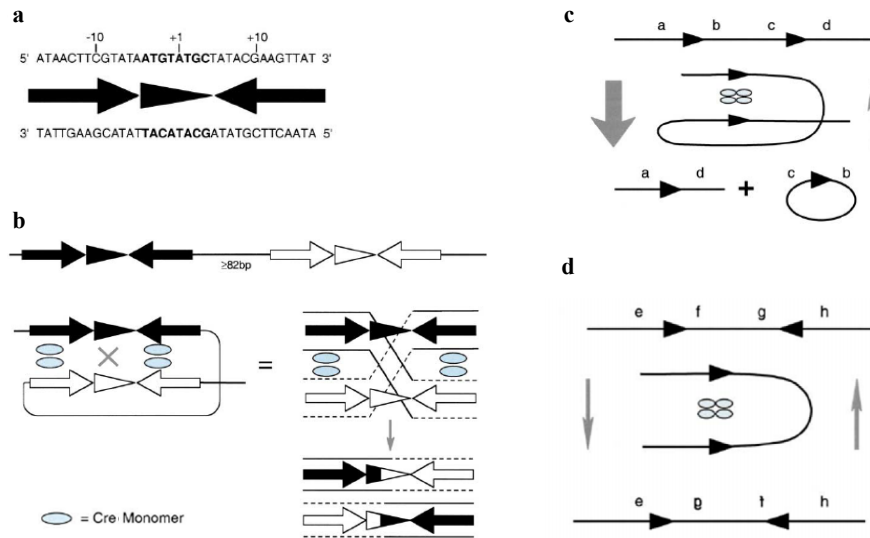 a
-10 +1 +10
5' ATAACTTCGTATAATGTATGCTATACGAAGTTAT 3'
3' TATTGAAGCATATTACATACGATATGCTTCAATA 5'
b
≥82bp
=
= Cre Monomer
c
a b c d
a d + c b
d
e f g h
e g f h